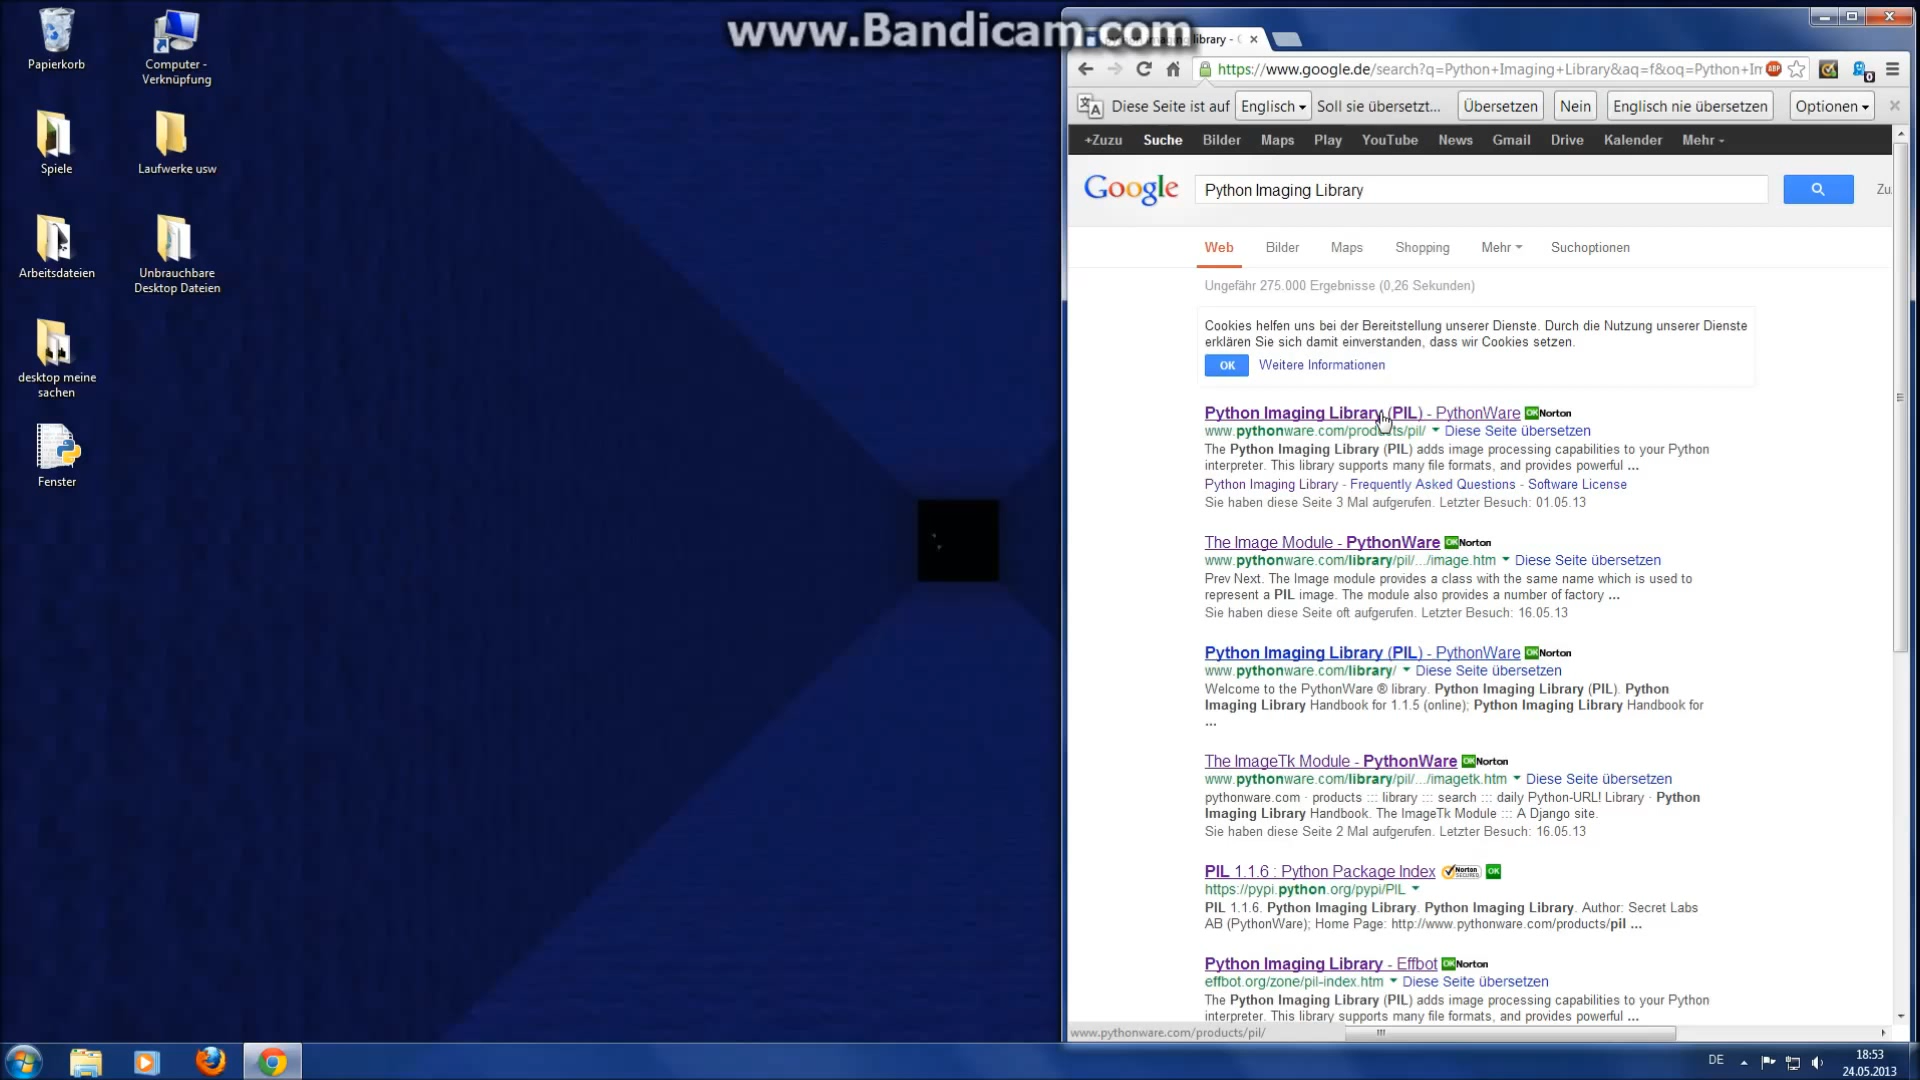 www.Bandicam.com
Papierkorb
Computer -
Verknüpfung
Spiele
Laufwerke usw
Arbeitsdateien
Unbrauchbare
Desktop Dateien
desktop meine
sachen
Fenster
library -
https://www.google.de/search?q=Python+Imaging+Library&aq=f&oq=Python+Im
ABP
0
Diese Seite ist auf Englisch Soll sie übersetzt... Übersetzen Nein Englisch nie übersetzen Optionen
+Zuzu Suche Bilder Maps Play YouTube News Gmail Drive Kalender Mehr
Google Python Imaging Library Zu
Web Bilder Maps Shopping Mehr Suchoptionen
Ungefähr 275.000 Ergebnisse (0,26 Sekunden)
Cookies helfen uns bei der Bereitstellung unserer Dienste. Durch die Nutzung unserer Dienste
erklären Sie sich damit einverstanden, dass wir Cookies setzen.
OK Weitere Informationen
Python Imaging Library (PIL) - PythonWare OK Norton
www.pythonware.com/products/pil/ Diese Seite übersetzen
The Python Imaging Library (PIL) adds image processing capabilities to your Python
interpreter. This library supports many file formats, and provides powerful ...
Python Imaging Library - Frequently Asked Questions - Software License
Sie haben diese Seite 3 Mal aufgerufen. Letzter Besuch: 01.05.13
The Image Module - PythonWare OK Norton
www.pythonware.com/library/pil/.../image.htm Diese Seite übersetzen
Prev Next. The Image module provides a class with the same name which is used to
represent a PIL image. The module also provides a number of factory ...
Sie haben diese Seite oft aufgerufen. Letzter Besuch: 16.05.13
Python Imaging Library (PIL) - PythonWare OK Norton
www.pythonware.com/library/ Diese Seite übersetzen
Welcome to the PythonWare ® library. Python Imaging Library (PIL). Python
Imaging Library Handbook for 1.1.5 (online); Python Imaging Library Handbook for
...
The ImageTk Module - PythonWare OK Norton
www.pythonware.com/library/pil/.../imagetk.htm Diese Seite übersetzen
pythonware.com · products ::: library ::: search ::: daily Python-URL! Library · Python
Imaging Library Handbook. The ImageTk Module ::: A Django site.
Sie haben diese Seite 2 Mal aufgerufen. Letzter Besuch: 16.05.13
PIL 1.1.6 : Python Package Index Norton SECURED OK
https://pypi.python.org/pypi/PIL
PIL 1.1.6. Python Imaging Library. Python Imaging Library. Author: Secret Labs
AB (PythonWare); Home Page: http://www.pythonware.com/products/pil ...
Python Imaging Library - Effbot OK Norton
effbot.org/zone/pil-index.htm Diese Seite übersetzen
The Python Imaging Library (PIL) adds image processing capabilities to your Python
interpreter. This library supports many file formats, and provides powerful ...
www.pythonware.com/products/pil/
DE
18:53
24.05.2013